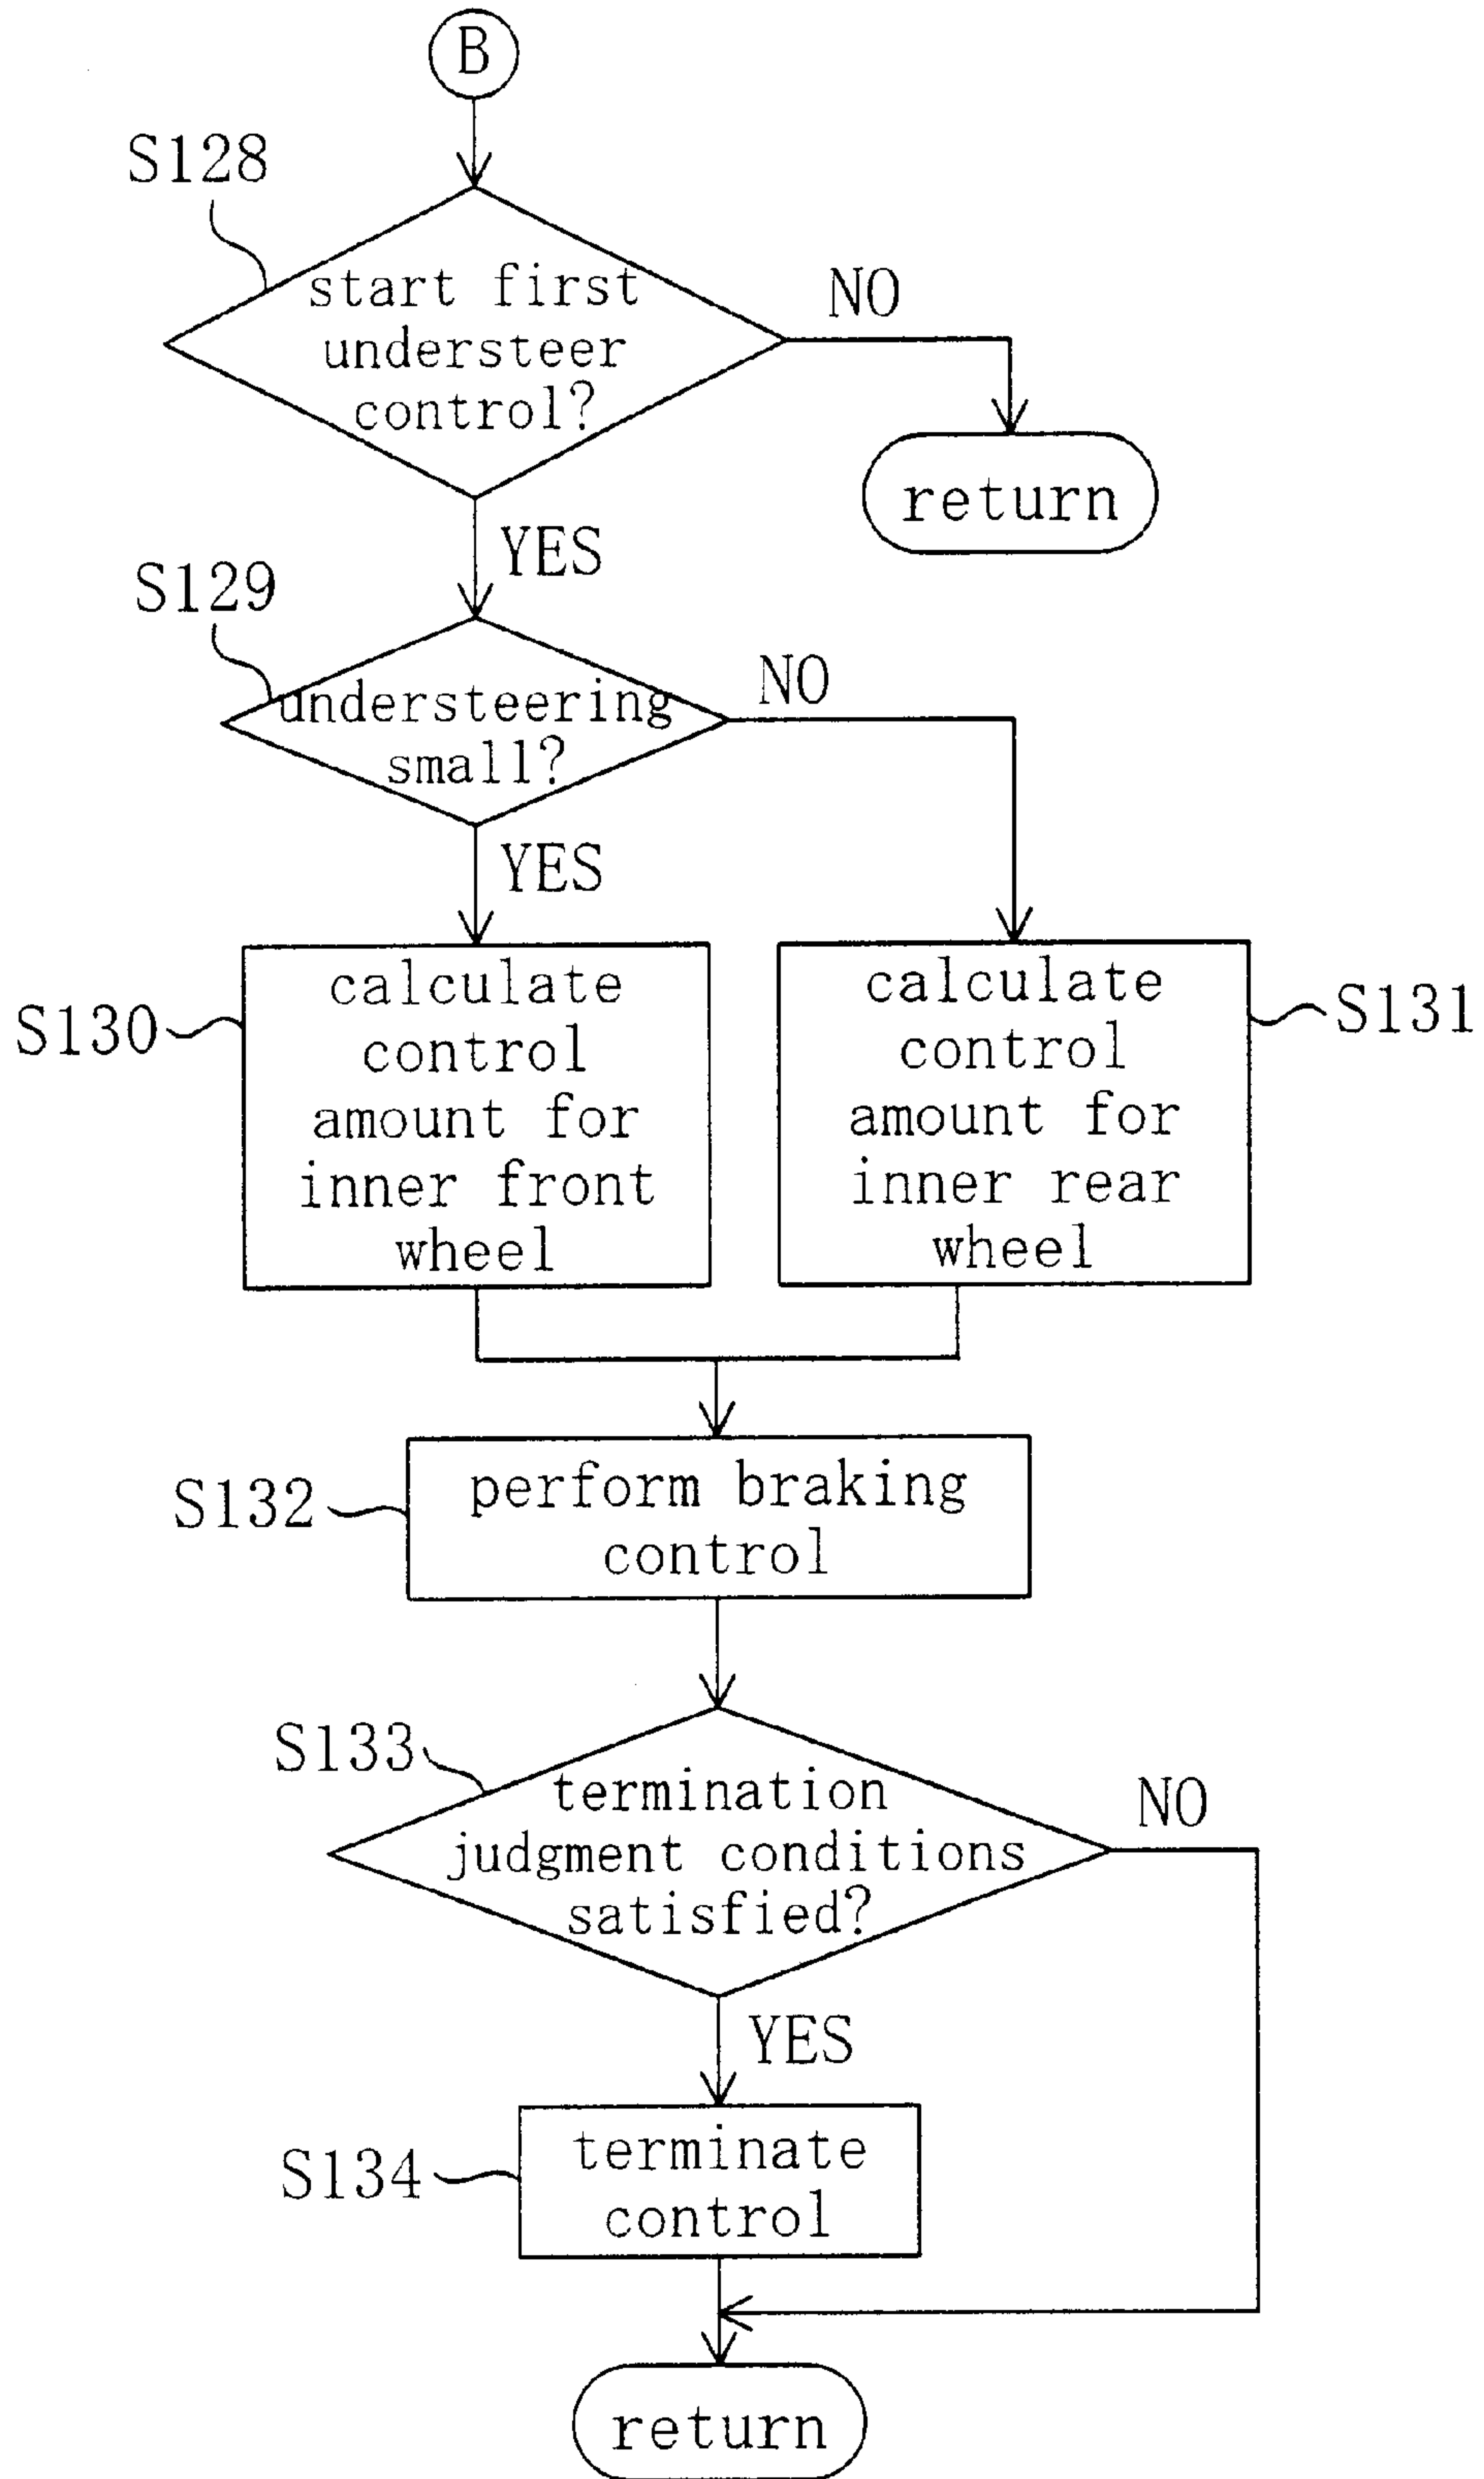 B
S128
start first
understeer
control?
NO
return
YES
S129
understeering
small?
NO
YES
S130
calculate
control
amount for
inner front
wheel
calculate
control
amount for
inner rear
wheel
S131
S132
perform braking
control
S133
termination
judgment conditions
satisfied?
NO
YES
S134
terminate
control
return